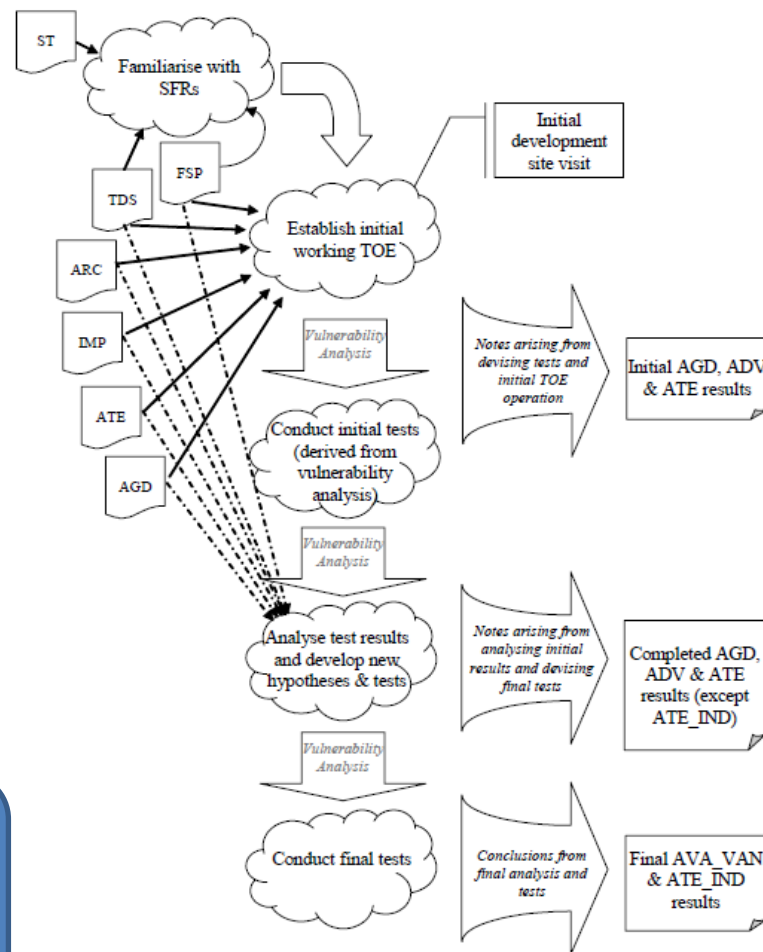 ST
Familiarise with
SFRs
Initial
development
site visit
FSP
TDS
Establish initial
working TOE
ARC
IMP
Vulnerability
Analysis
Notes arising from
devising tests and
initial TOE
operation
Initial AGD, ADV
& ATE results
ATE
Conduct initial tests
(derived from
vulnerability
analysis)
AGD
Vulnerability
Analysis
Analyse test results
and develop new
hypotheses & tests
Notes arising from
analysing initial
results and devising
final tests
Completed AGD,
ADV & ATE
results (except
ATE_IND)
Vulnerability
Analysis
Conduct final tests
Conclusions from
final analysis and
tests
Final AVA_VAN
& ATE_IND
results